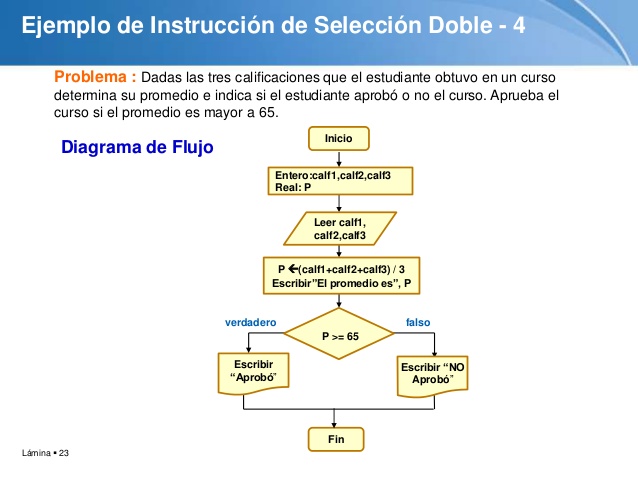 Ejemplo de Instrucción de Selección Doble - 4
Problema : Dadas las tres calificaciones que el estudiante obtuvo en un curso
determina su promedio e indica si el estudiante aprobó o no el curso. Aprueba el
curso si el promedio es mayor a 65.
Diagrama de Flujo
Inicio
Entero:calf1,calf2,calf3
Real: P
Leer calf1,
calf2,calf3
P 🡸(calf1+calf2+calf3) / 3
Escribir"El promedio es", P
verdadero
falso
P >= 65
Escribir
“Aprobó”
Escribir “NO
Aprobó”
Fin
Lámina • 23